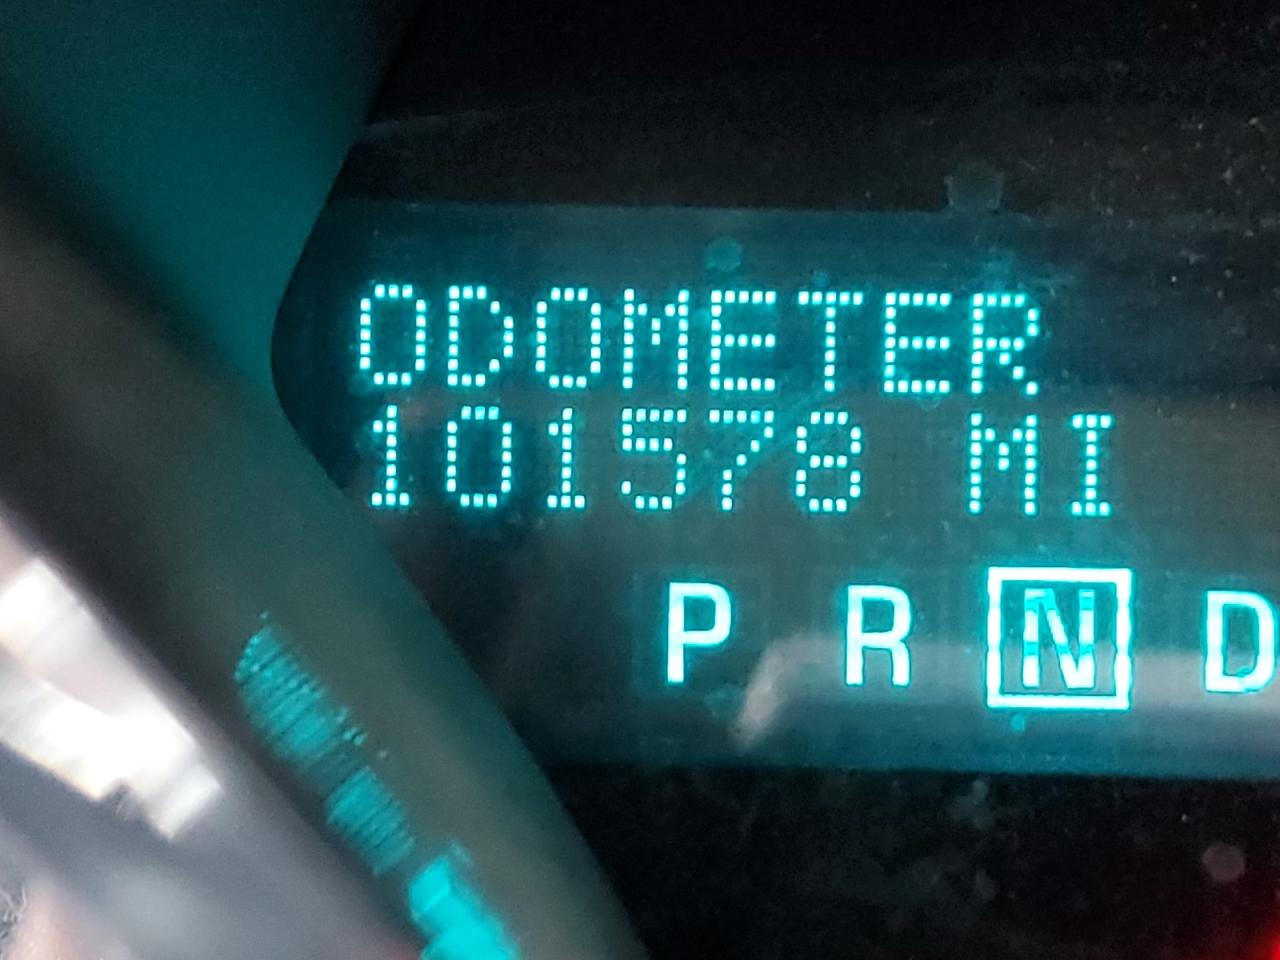 ODOMETER
101578 MI
P R N D